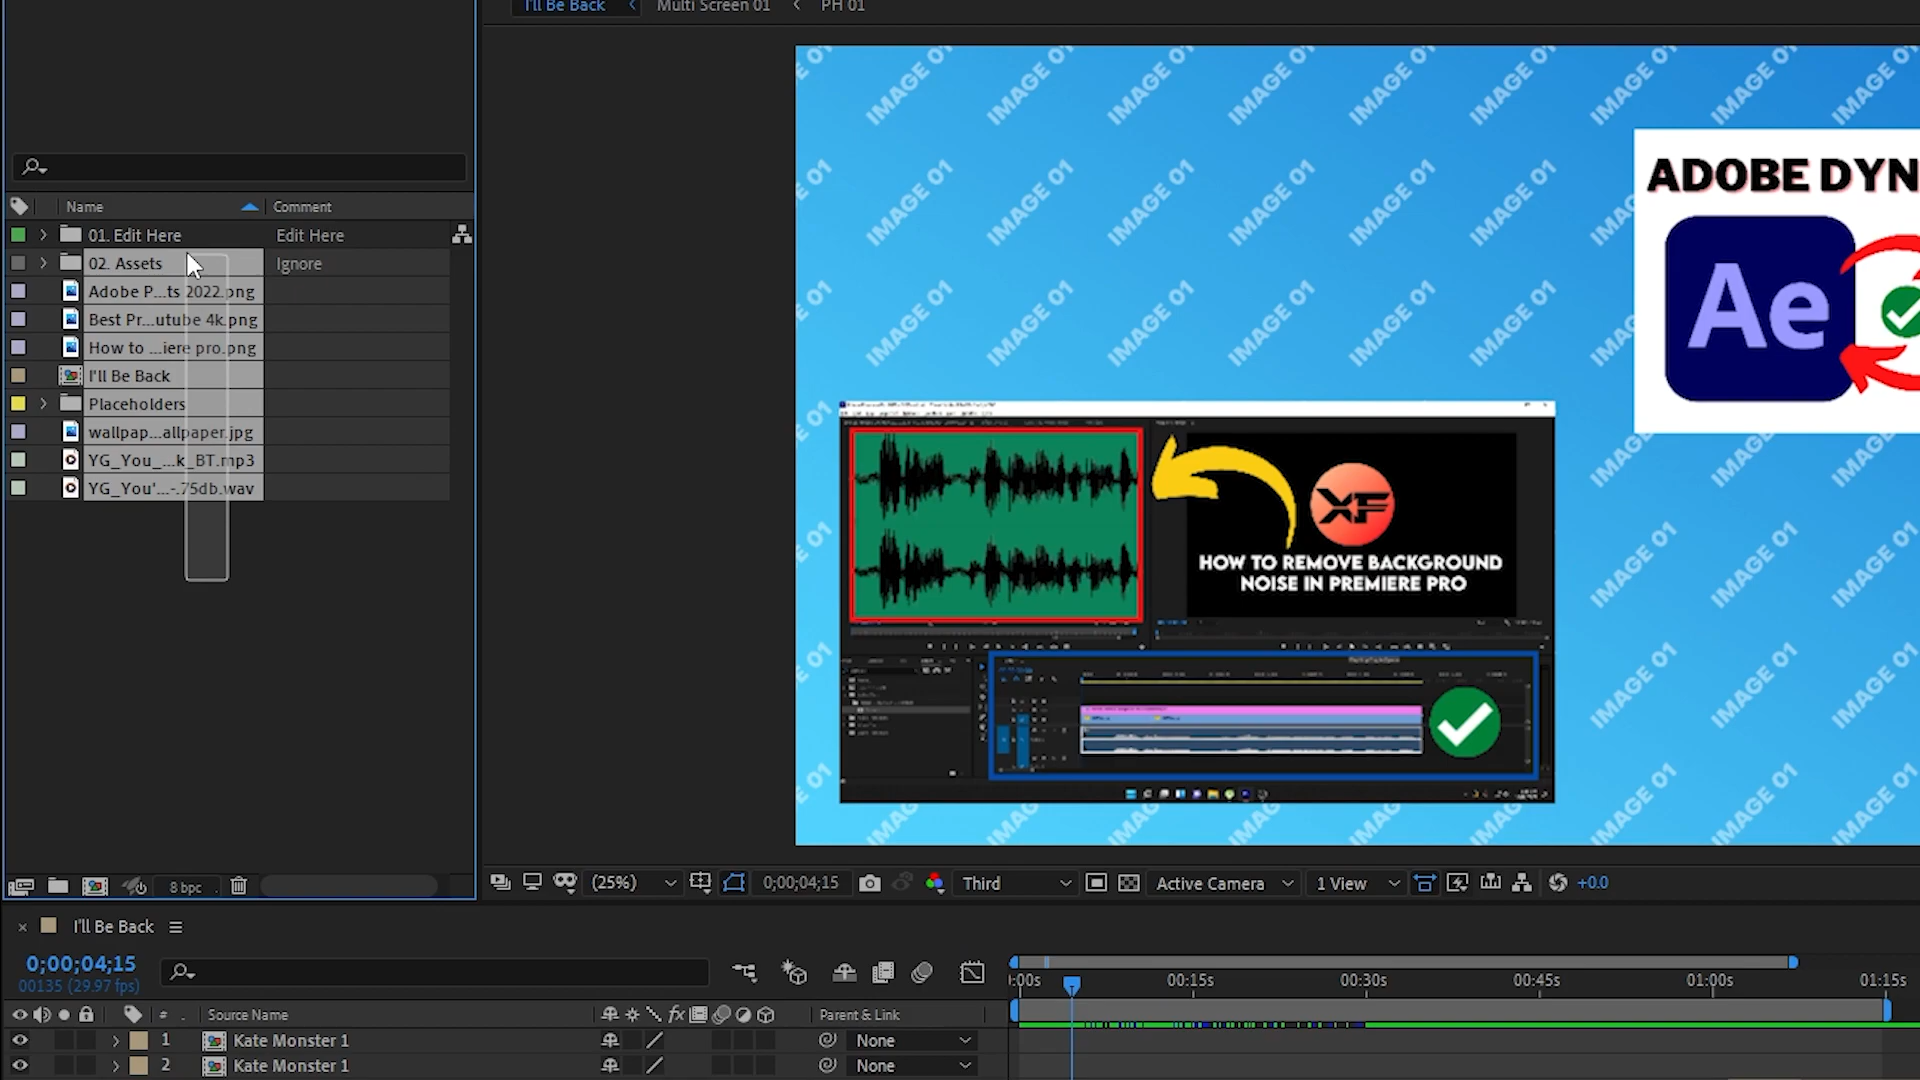 I'll Be Back
Multi Screen 01
PH 01
Name
Comment
01. Edit Here
Edit Here
02. Assets
Ignore
Adobe P...ts 2022.png
Best Pr...utube 4k.png
How to ...iere pro.png
I'll Be Back
Placeholders
wallpap...allpaper.jpg
YG_You_...k_BT.mp3
YG_You'...-.75db.wav
8 bpc
IMAGE 01
ADOBE DYN
Ae
XF
HOW TO REMOVE BACKGROUND
NOISE IN PREMIERE PRO
(25%)
0;00;04;15
Third
Active Camera
1 View
+0.0
I'll Be Back
0;00;04;15
00135 (29.97 fps)
:00s
00:15s
00:30s
00:45s
01:00s
01:15s
#
Source Name
fx
Parent & Link
1
Kate Monster 1
None
2
Kate Monster 1
None